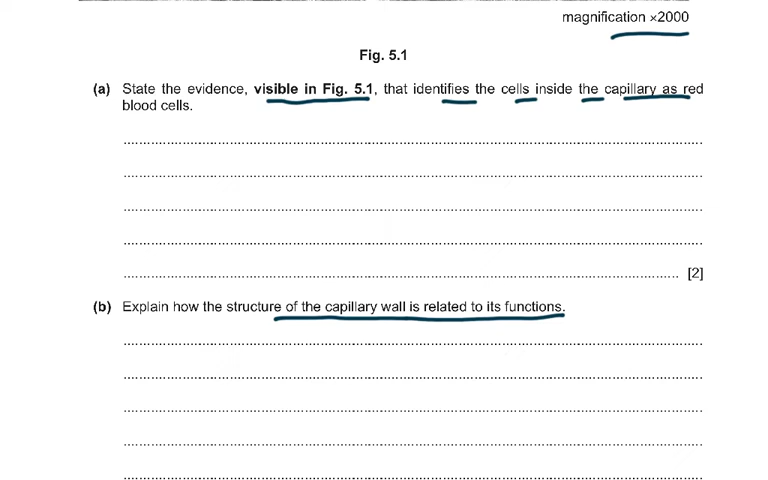 magnification ×2000
Fig. 5.1
(a) State the evidence, visible in Fig. 5.1, that identifies the cells inside the capillary as red
blood cells.
[2]
(b) Explain how the structure of the capillary wall is related to its functions.